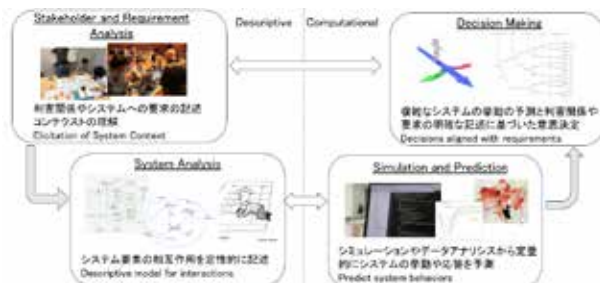 Stakeholder and Requirement
Analysis
利害関係やシステムへの要求の記述
コンテクストの理解
Elicitation of System Context
Descriptive
Computational
Decision Making
複雑なシステムの挙動の予測と利害関係や
要求の明確な記述に基づいた意思決定
Decisions aligned with requirements
System Analysis
システム要素の相互作用を定性的に記述
Descriptive model for interactions
Simulation and Prediction
シミュレーションやデータアナリシスから定量
的にシステムの挙動や応答を予測
Predict system behaviors